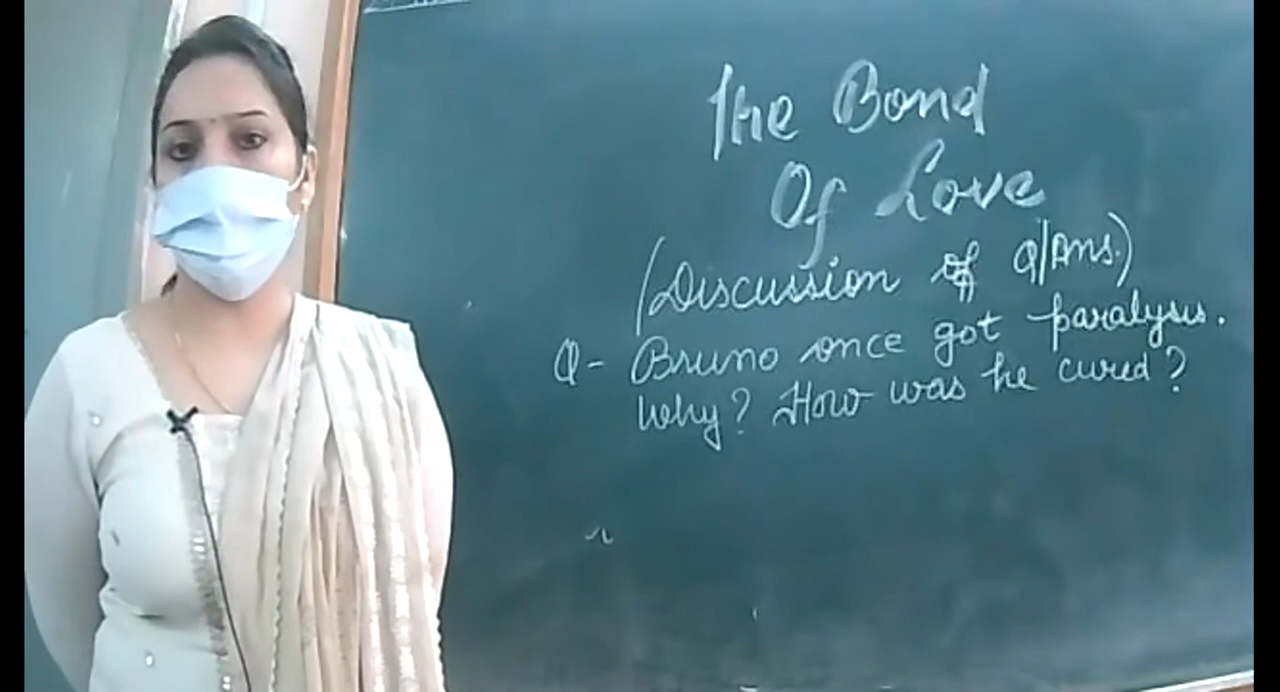 The Bond
Of Love
(Discussion of Q/Ans.)
Q- Bruno once got paralysis.
Why? How was he cured?